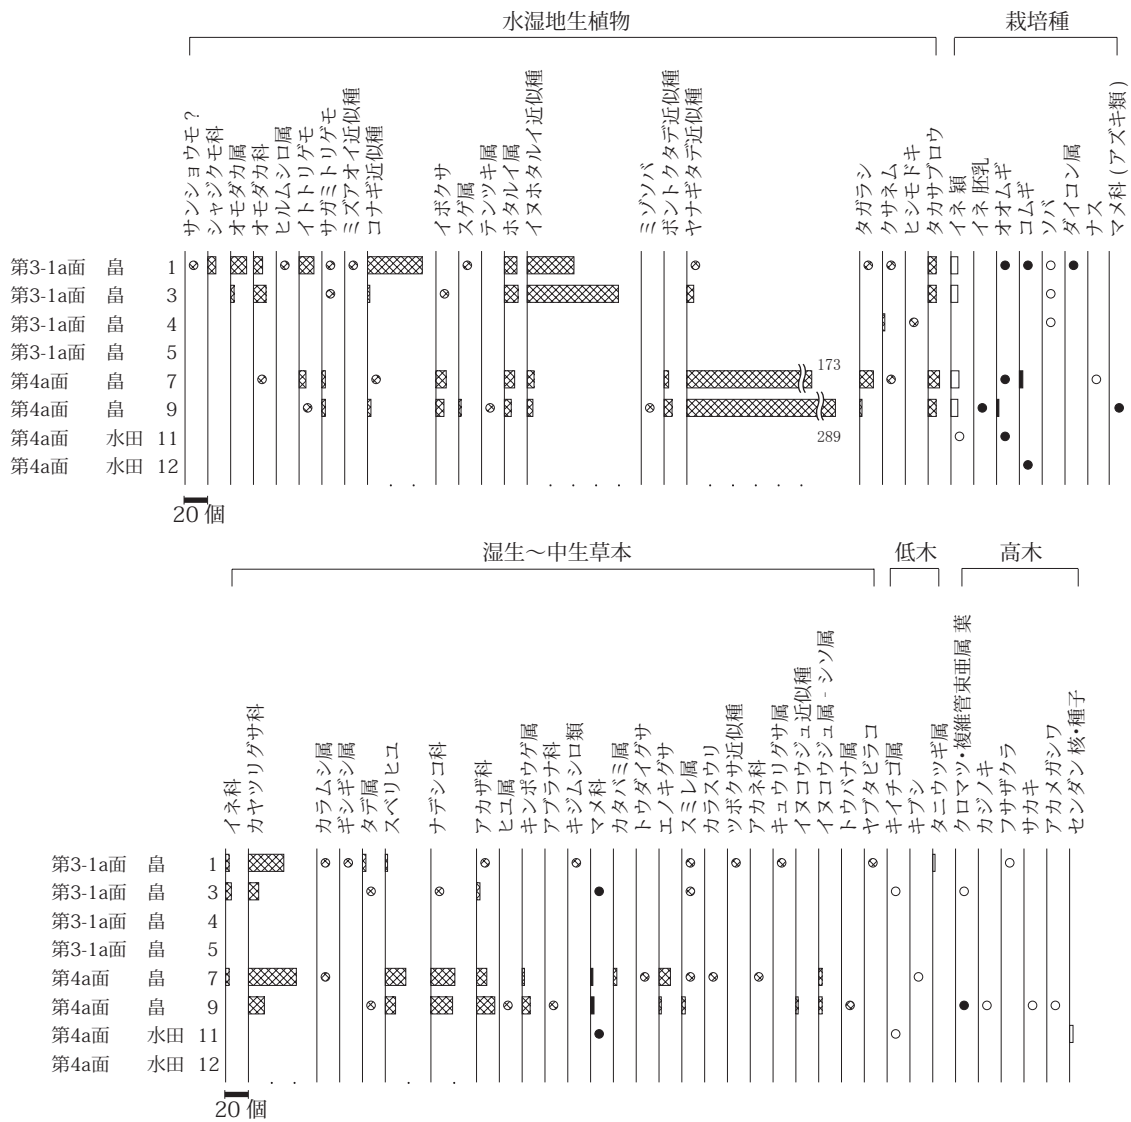 水湿地生植物
栽培種
サンショウモ？
シャジクモ科
オモダカ属
オモダカ科
ヒルムシロ属
イトトリゲモ
サガミトリゲモ
ミズアオイ近似種
コナギ近似種
イボクサ
スゲ属
テンツキ属
ホタルイ属
イヌホタルイ近似種
ミゾソバ
ボントクタデ近似種
ヤナギタデ近似種
タガラシ
クサネム
ヒシモドキ
タカサブロウ
イネ 穎
イネ 胚乳
オオムギ
コムギ
ソバ
ダイコン属
ナス
マメ科 ( アズキ類 )
第3-1a面 畠 1
第3-1a面 畠 3
第3-1a面 畠 4
第3-1a面 畠 5
第4a面 畠 7
173
第4a面 畠 9
第4a面 水田 11
289
第4a面 水田 12
20 個
湿生～中生草本
低木
高木
イネ科
カヤツリグサ科
カラムシ属
ギシギシ属
タデ属
スベリヒユ
ナデシコ科
アカザ科
ヒユ属
キンポウゲ属
アブラナ科
キジムシロ類
マメ科
カタバミ属
トウダイグサ
エノキグサ
スミレ属
カラスウリ
ツボクサ近似種
アカネ科
キュウリグサ属
イヌコウジュ近似種
イヌコウジュ属 - シソ属
トウバナ属
ヤブタビラコ
キイチゴ属
キブシ
タニウツギ属
クロマツ・複維管束亜属 葉
カジノキ
フサザクラ
サカキ
アカメガシワ
センダン 核・種子
第3-1a面 畠 1
第3-1a面 畠 3
第3-1a面 畠 4
第3-1a面 畠 5
第4a面 畠 7
第4a面 畠 9
第4a面 水田 11
第4a面 水田 12
20 個